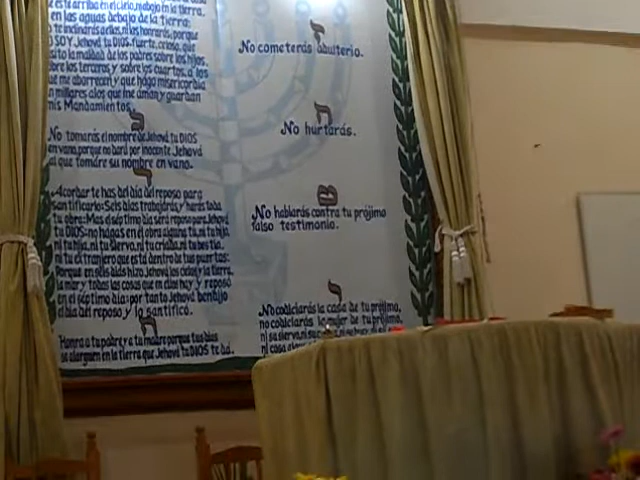 e está arriba en el cielo, ni abajo en la tierra,
en las aguas debajo de la tierra:
te inclinarás a ellas, ni las honrarás, porque
SOY Jehová tu DIOS, fuerte, celoso, que
sito la maldad de los padres sobre los hijos,
bre los terceros y sobre los cuartos, a los
ue me aborrecen, y que hago misericordia
n millares a los que me aman y guardan
mis Mandamientos.
ג
No tomarás el nombre de Jehová tu DIOS
en vano, porque no dará por inocente Jehová
al que tomare su nombre en vano.
ד
Acordarte has del día del reposo para
santificarlo: Seis días trabajarás y harás toda
tu obra: Mas el séptimo día será reposo para Jehová
tu DIOS: no hagas en él obra alguna, tú, ni tu hijo,
ni tu hija, ni tu siervo, ni tu criada, ni tu bestia,
ni tu extranjero que está dentro de tus puertas:
Porque en seis días hizo Jehová los cielos y la tierra,
la mar y todas las cosas que en ellos hay, y reposó
en el séptimo día: por tanto Jehová bendijo
el día del reposo y lo santificó.
ה
Honra a tu padre y a tu madre porque tus días
se alarguen en la tierra que Jehová tu DIOS te da.
No cometerás adulterio.
ח
No hurtarás.
ט
No hablarás contra tu prójimo
falso testimonio.
י
No codiciarás la casa de tu prójimo,
no codiciarás la mujer de tu prójimo,
ni su siervo, ni su
ni cosa